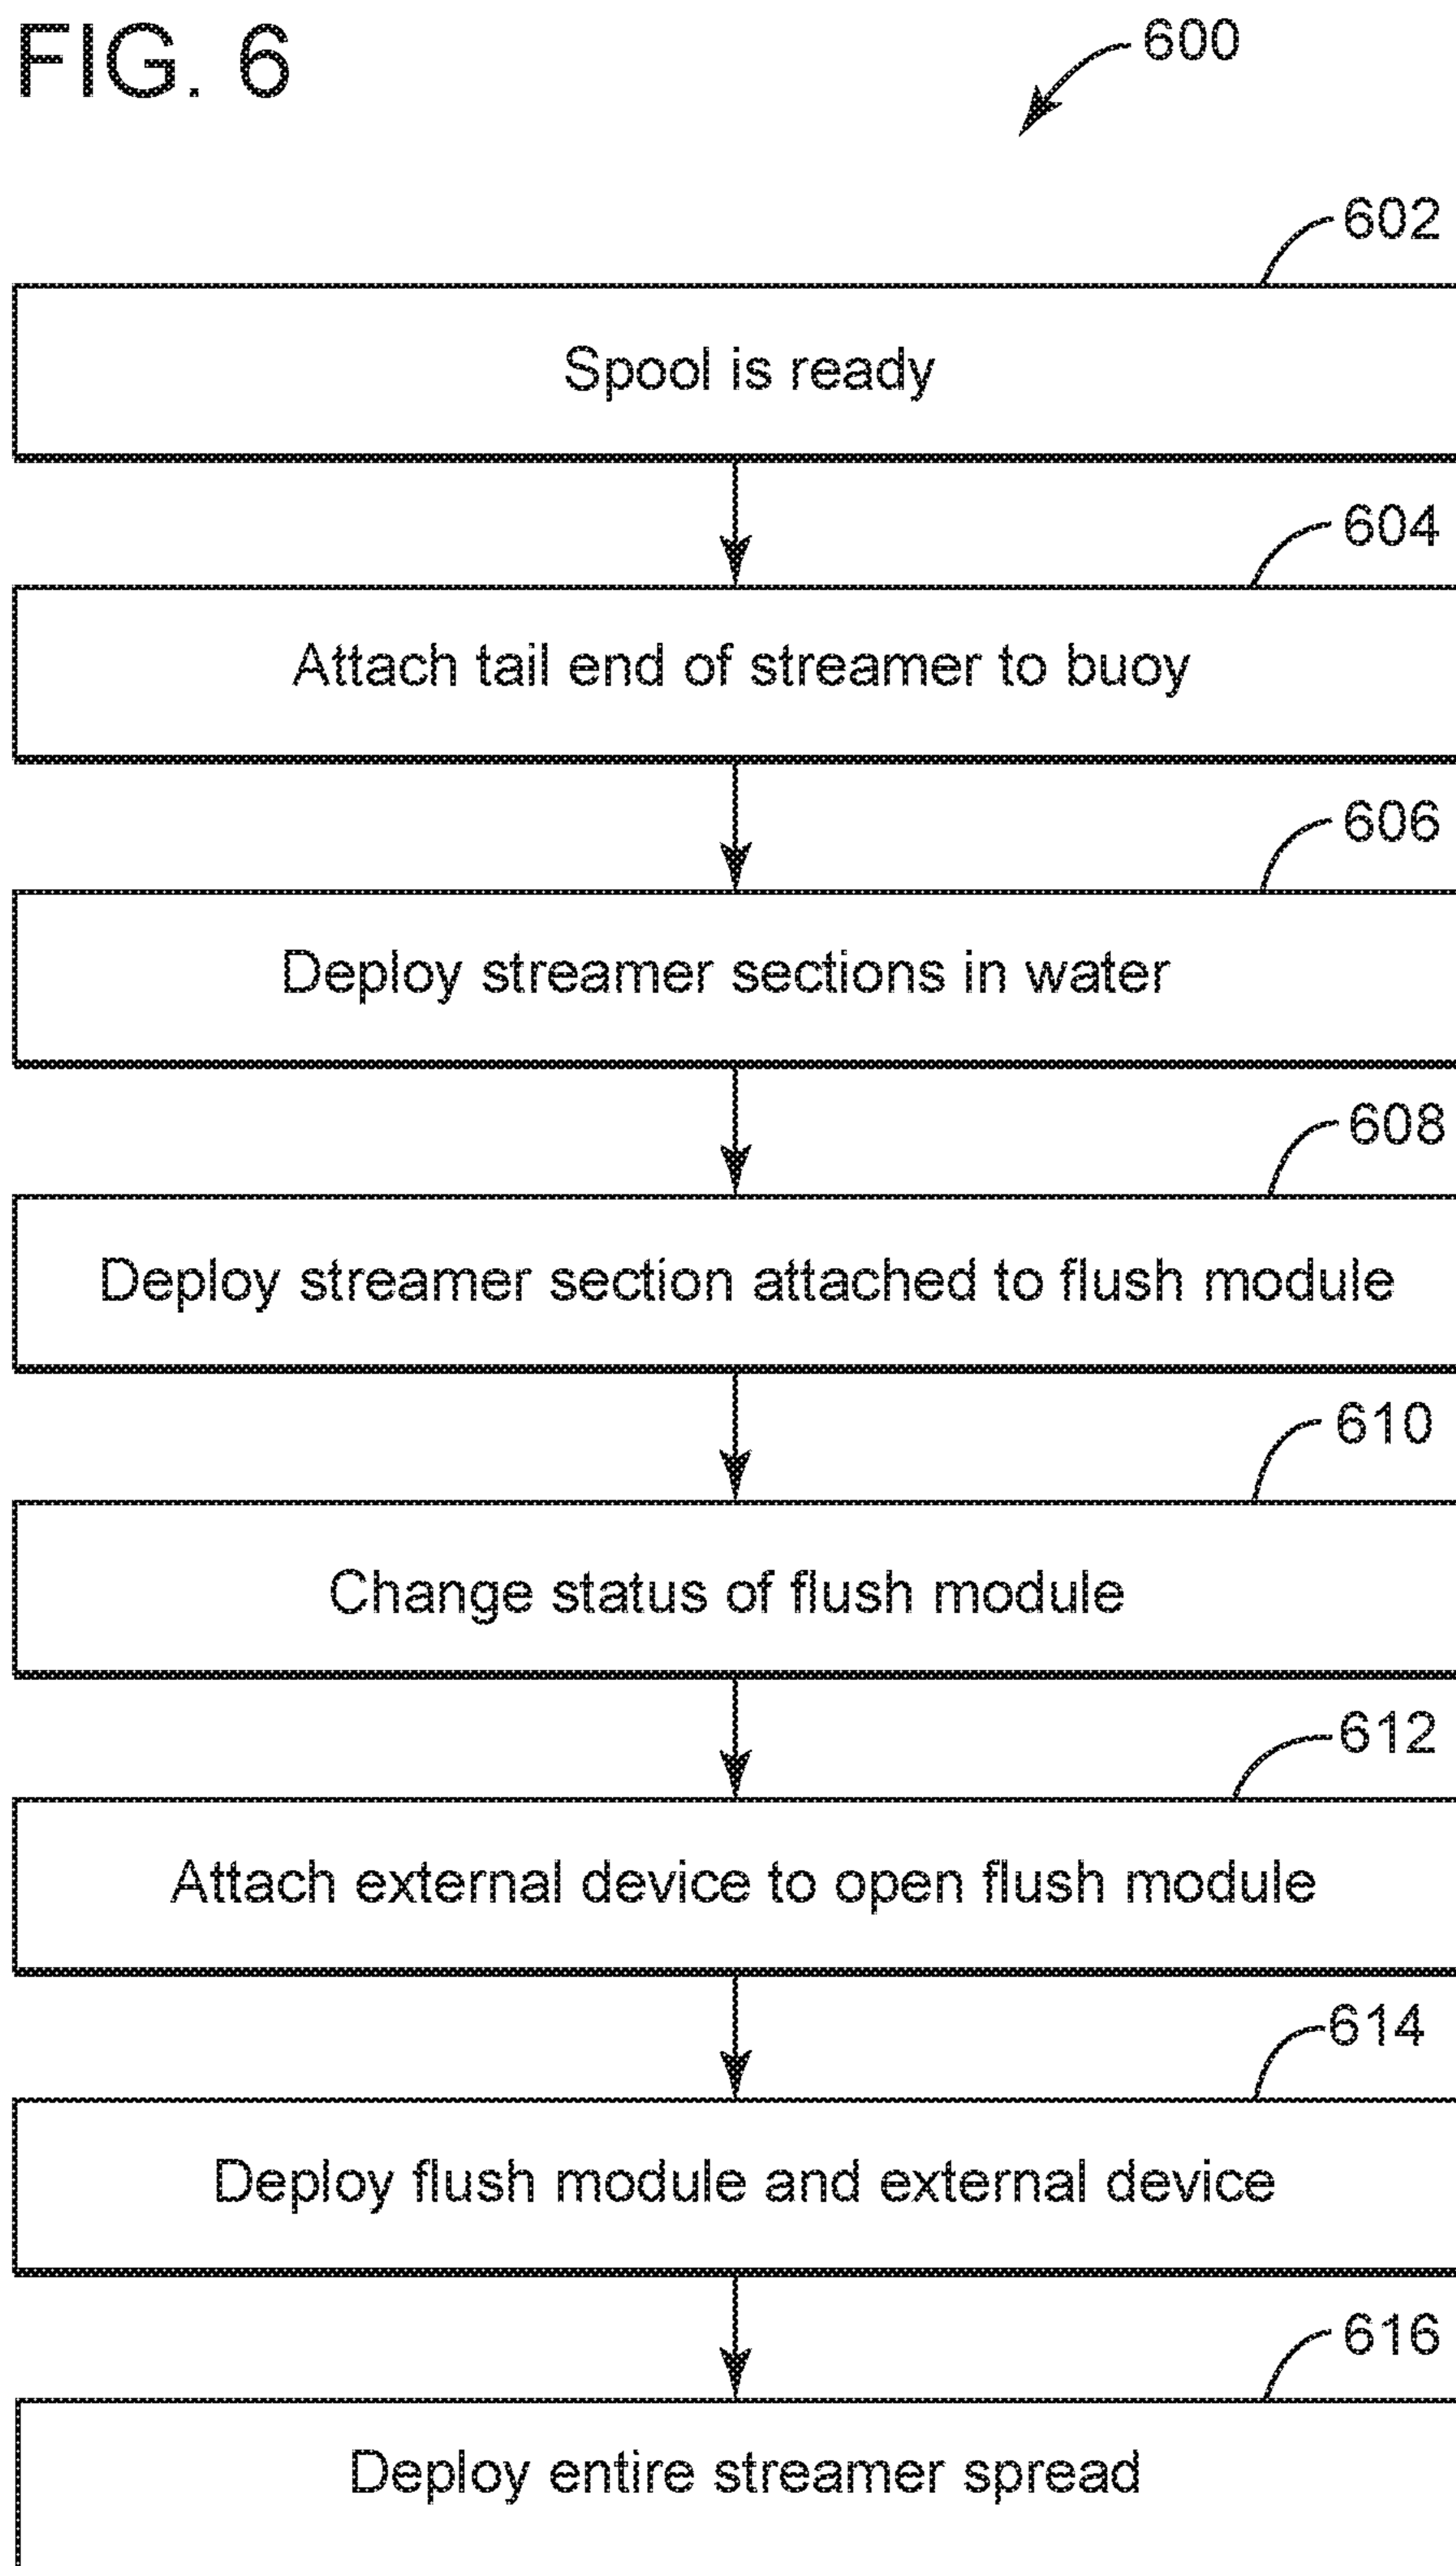 FIG. 6
600
602
Spool is ready
604
Attach tail end of streamer to buoy
606
Deploy streamer sections in water
608
Deploy streamer section attached to flush module
610
Change status of flush module
612
Attach external device to open flush module
614
Deploy flush module and external device
616
Deploy entire streamer spread